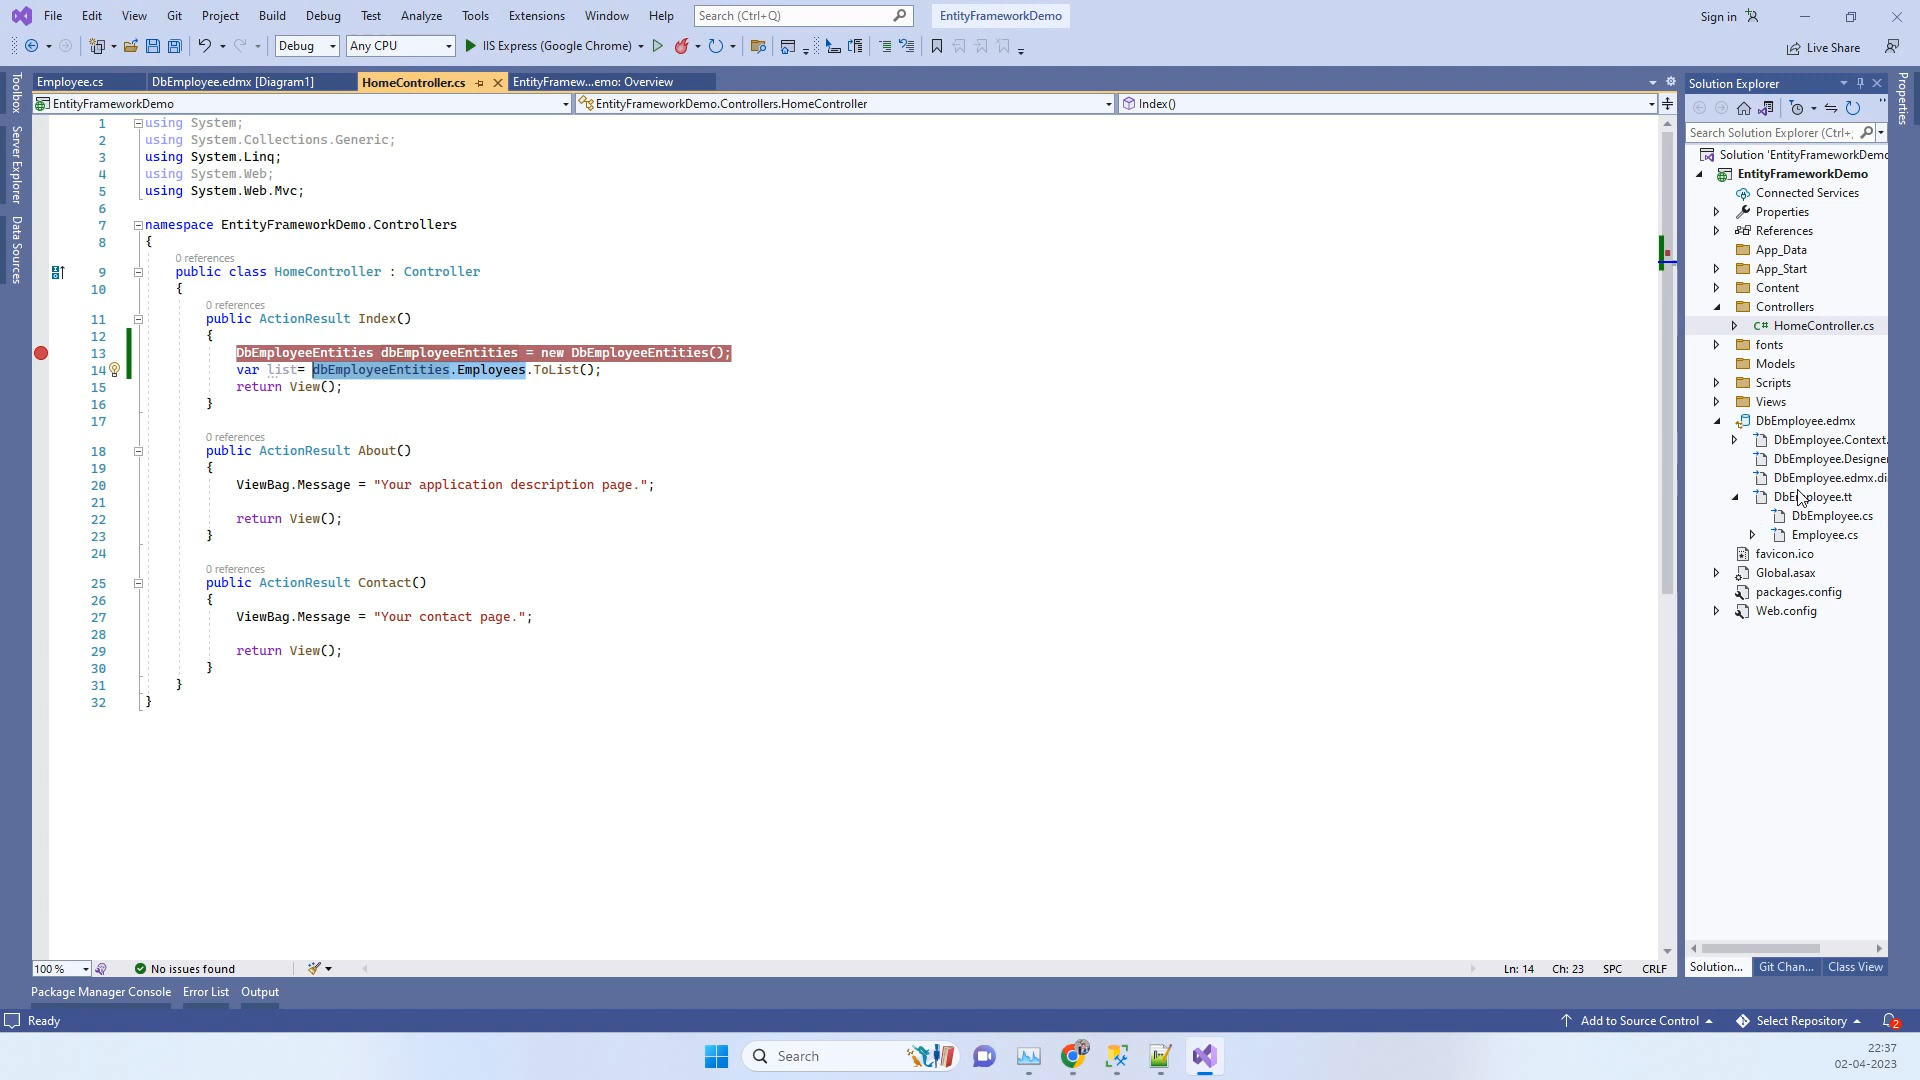 File Edit View Git Project Build Debug Test Analyze Tools Extensions Window Help Search (Ctrl+Q) EntityFrameworkDemo Sign in
Debug Any CPU IIS Express (Google Chrome) Live Share
Employee.cs DbEmployee.edmx [Diagram1] HomeController.cs EntityFramew...emo: Overview
EntityFrameworkDemo EntityFrameworkDemo.Controllers.HomeController Index()
Toolbox
Server Explorer
Data Sources
1 using System;
2 using System.Collections.Generic;
3 using System.Linq;
4 using System.Web;
5 using System.Web.Mvc;
6
7 namespace EntityFrameworkDemo.Controllers
8 {
0 references
9 public class HomeController : Controller
10 {
0 references
11 public ActionResult Index()
12 {
13 DbEmployeeEntities dbEmployeeEntities = new DbEmployeeEntities();
14 var list= dbEmployeeEntities.Employees.ToList();
15 return View();
16 }
17
0 references
18 public ActionResult About()
19 {
20 ViewBag.Message = "Your application description page.";
21
22 return View();
23 }
24
0 references
25 public ActionResult Contact()
26 {
27 ViewBag.Message = "Your contact page.";
28
29 return View();
30 }
31 }
32 }
100 % No issues found Ln: 14 Ch: 23 SPC CRLF
Solution Explorer
Search Solution Explorer (Ctrl+;
Solution 'EntityFrameworkDemo
EntityFrameworkDemo
Connected Services
Properties
References
App_Data
App_Start
Content
Controllers
C# HomeController.cs
fonts
Models
Scripts
Views
DbEmployee.edmx
DbEmployee.Context.
DbEmployee.Designer
DbEmployee.edmx.di
DbEmployee.tt
DbEmployee.cs
Employee.cs
favicon.ico
Global.asax
packages.config
Web.config
Solution... Git Chan... Class View
Properties
Package Manager Console Error List Output
Ready Add to Source Control Select Repository 2
Search
22:37
02-04-2023